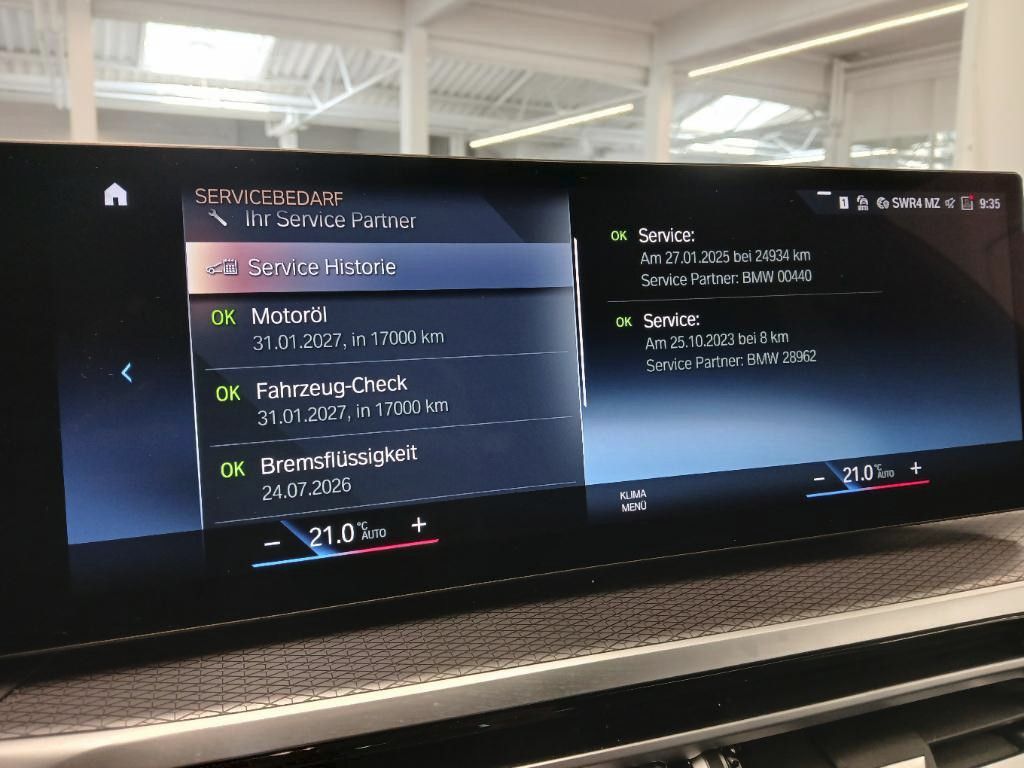 SERVICEBEDARF
Ihr Service Partner
Service Historie
OK Motoröl
31.01.2027, in 17000 km
OK Fahrzeug-Check
31.01.2027, in 17000 km
OK Bremsflüssigkeit
24.07.2026
1 SWR4 MZ 9:35
OK Service:
Am 27.01.2025 bei 24934 km
Service Partner: BMW 00440
OK Service:
Am 25.10.2023 bei 8 km
Service Partner: BMW 28962
− 21.0 °C AUTO +
KLIMA
MENÜ
− 21.0 °C AUTO +